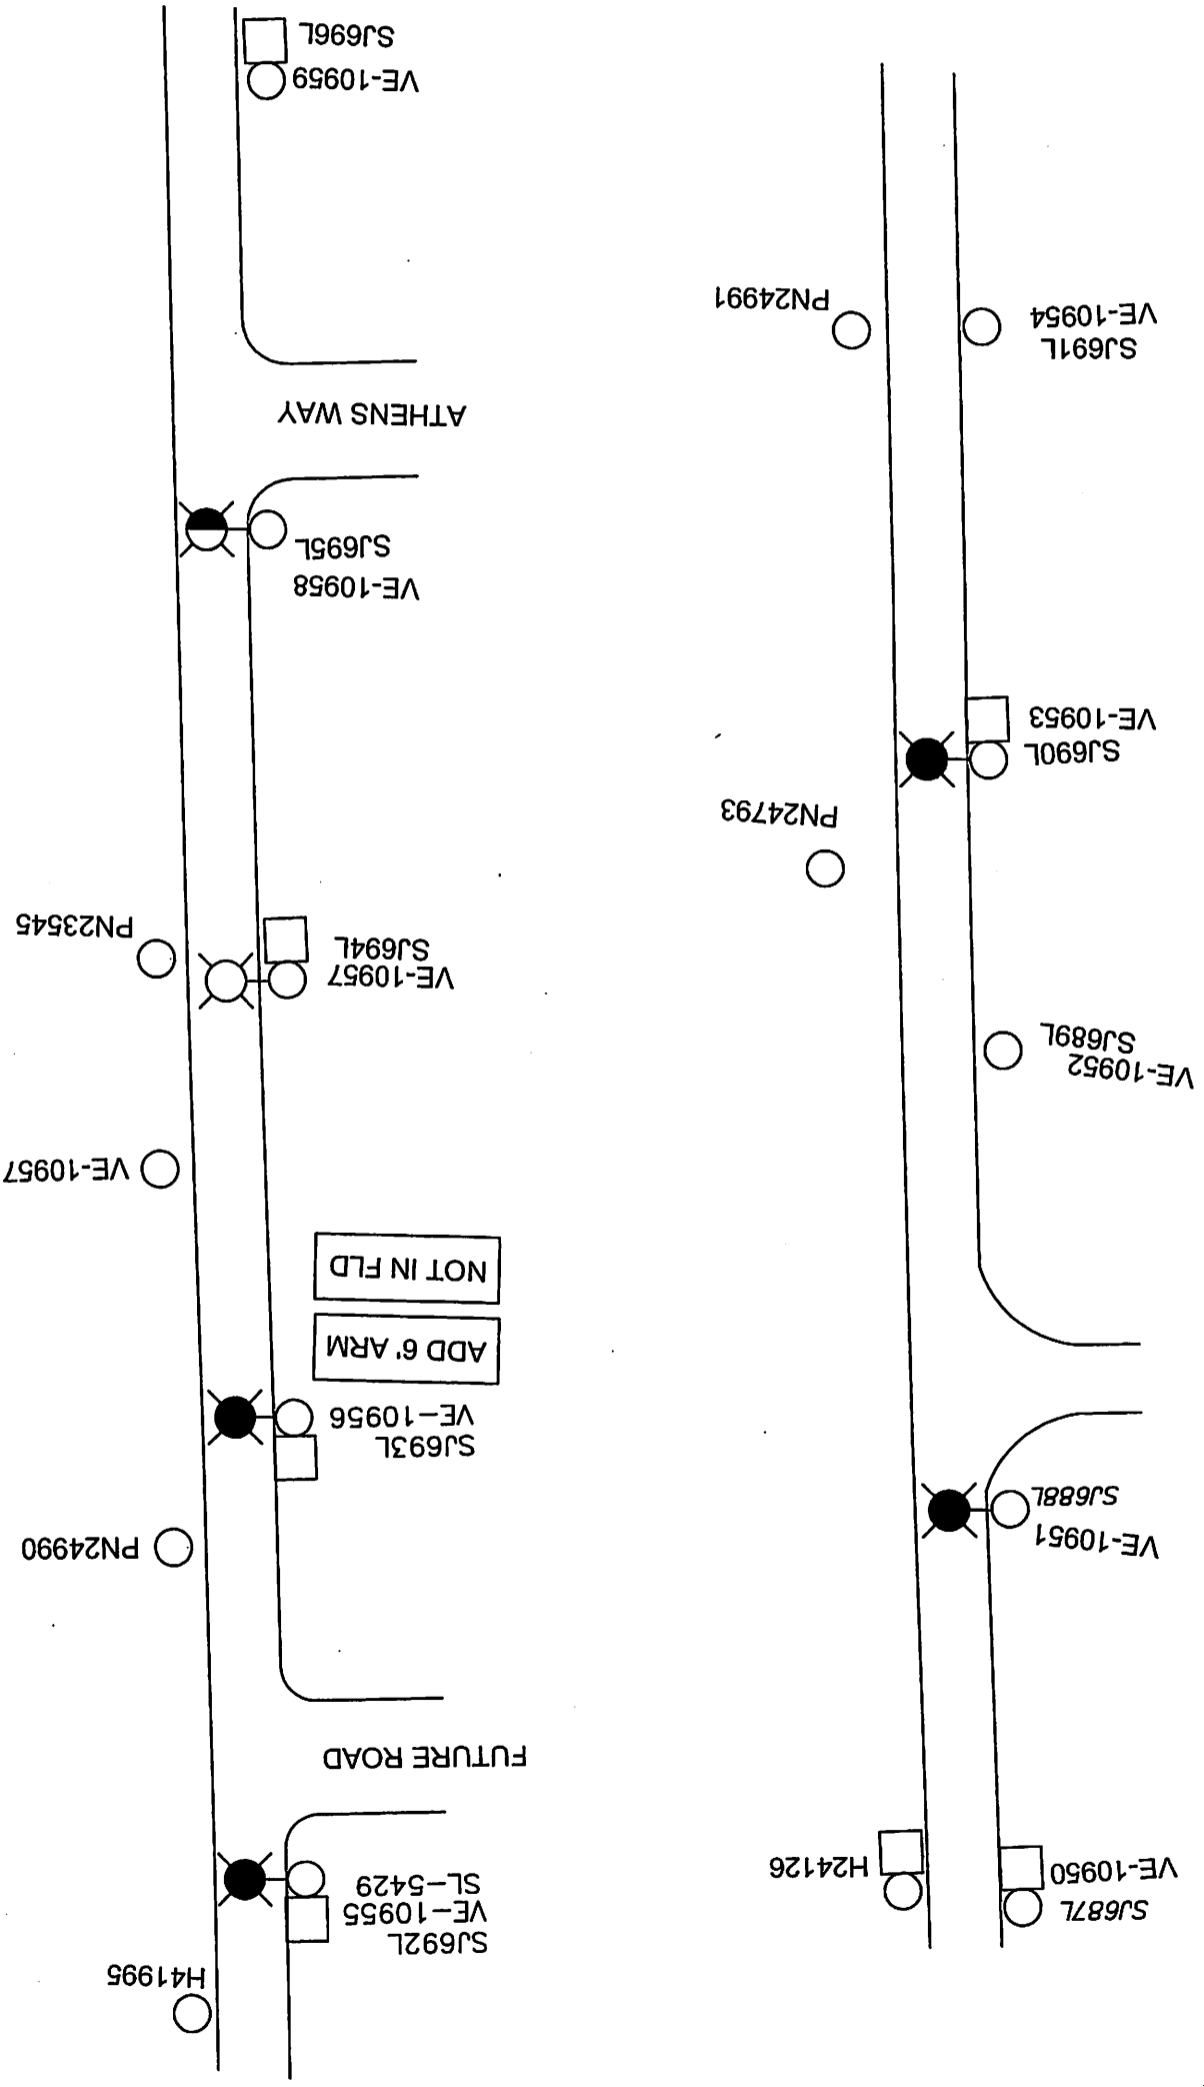 SJ687L
VE-10950
H24126
VE-10951
SJ688L
VE-10952
SJ689L
PN24793
SJ690L
VE-10953
SJ691L
VE-10954
PN24991
H41995
SJ692L
VE-10955
SL-5429
FUTURE ROAD
PN24990
SJ693L
VE-10956
ADD 6' ARM
NOT IN FLD
VE-10957
VE-10957
SJ694L
PN23545
VE-10958
SJ695L
ATHENS WAY
VE-10959
SJ696L